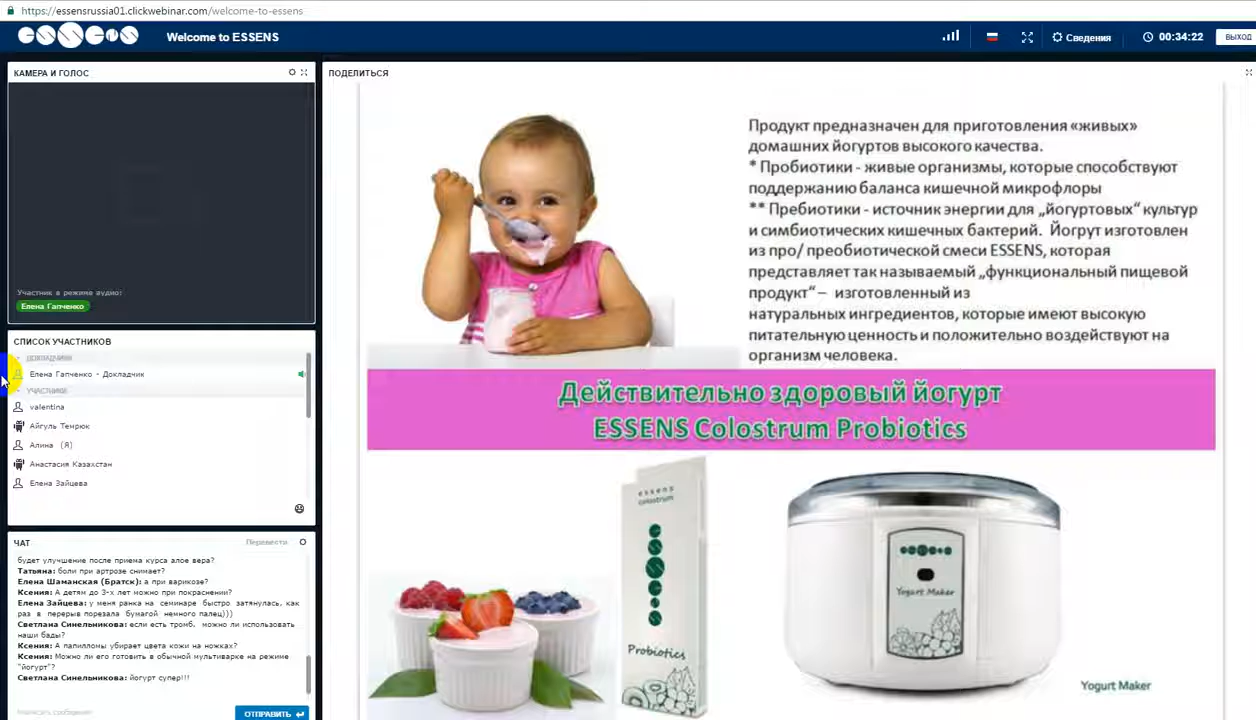 https://essensrussia01.clickwebinar.com/welcome-to-essens
essens
Welcome to ESSENS
Сведения
00:34:22
ВЫХОД
КАМЕРА И ГОЛОС
Участник в режиме аудио:
Елена Гапченко
СПИСОК УЧАСТНИКОВ
ДОКЛАДЧИКИ
Елена Гапченко - Докладчик
УЧАСТНИКИ
valentina
Айгуль Темрюк
Алина (Я)
Анастасия Казахстан
Елена Зайцева
ЧАТ
Перевести
будет улучшение после приема курса алое вера?
Татьяна: боли при артрозе снимает?
Елена Шаманская (Братск): а при варикозе?
Ксения: А детям до 3-х лет можно при покраснении?
Елена Зайцева: у меня ранка на семинаре быстро затянулась, как
раз в перерыв порезала бумагой немного палец)))
Светлана Синельникова: если есть тромб, можно ли использовать
наши бады?
Ксения: А папилломы убирает цвета кожи на ножках?
Ксения: Можно ли его готовить в обычной мультиварке на режиме
"йогурт"?
Светлана Синельникова: йогурт супер!!!
Написать сообщение
ОТПРАВИТЬ
ПОДЕЛИТЬСЯ
Продукт предназначен для приготовления «живых»
домашних йогуртов высокого качества.
* Пробиотики - живые организмы, которые способствуют
поддержанию баланса кишечной микрофлоры
** Пребиотики - источник энергии для „йогуртовых“ культур
и симбиотических кишечных бактерий. Йогрут изготовлен
из про/ преобиотической смеси ESSENS, которая
представляет так называемый „функциональный пищевой
продукт“ – изготовленный из
натуральных ингредиентов, которые имеют высокую
питательную ценность и положительно воздействуют на
организм человека.
Действительно здоровый йогурт
ESSENS Colostrum Probiotics
essens
colostrum
Probiotics
Yogurt Maker
Yogurt Maker